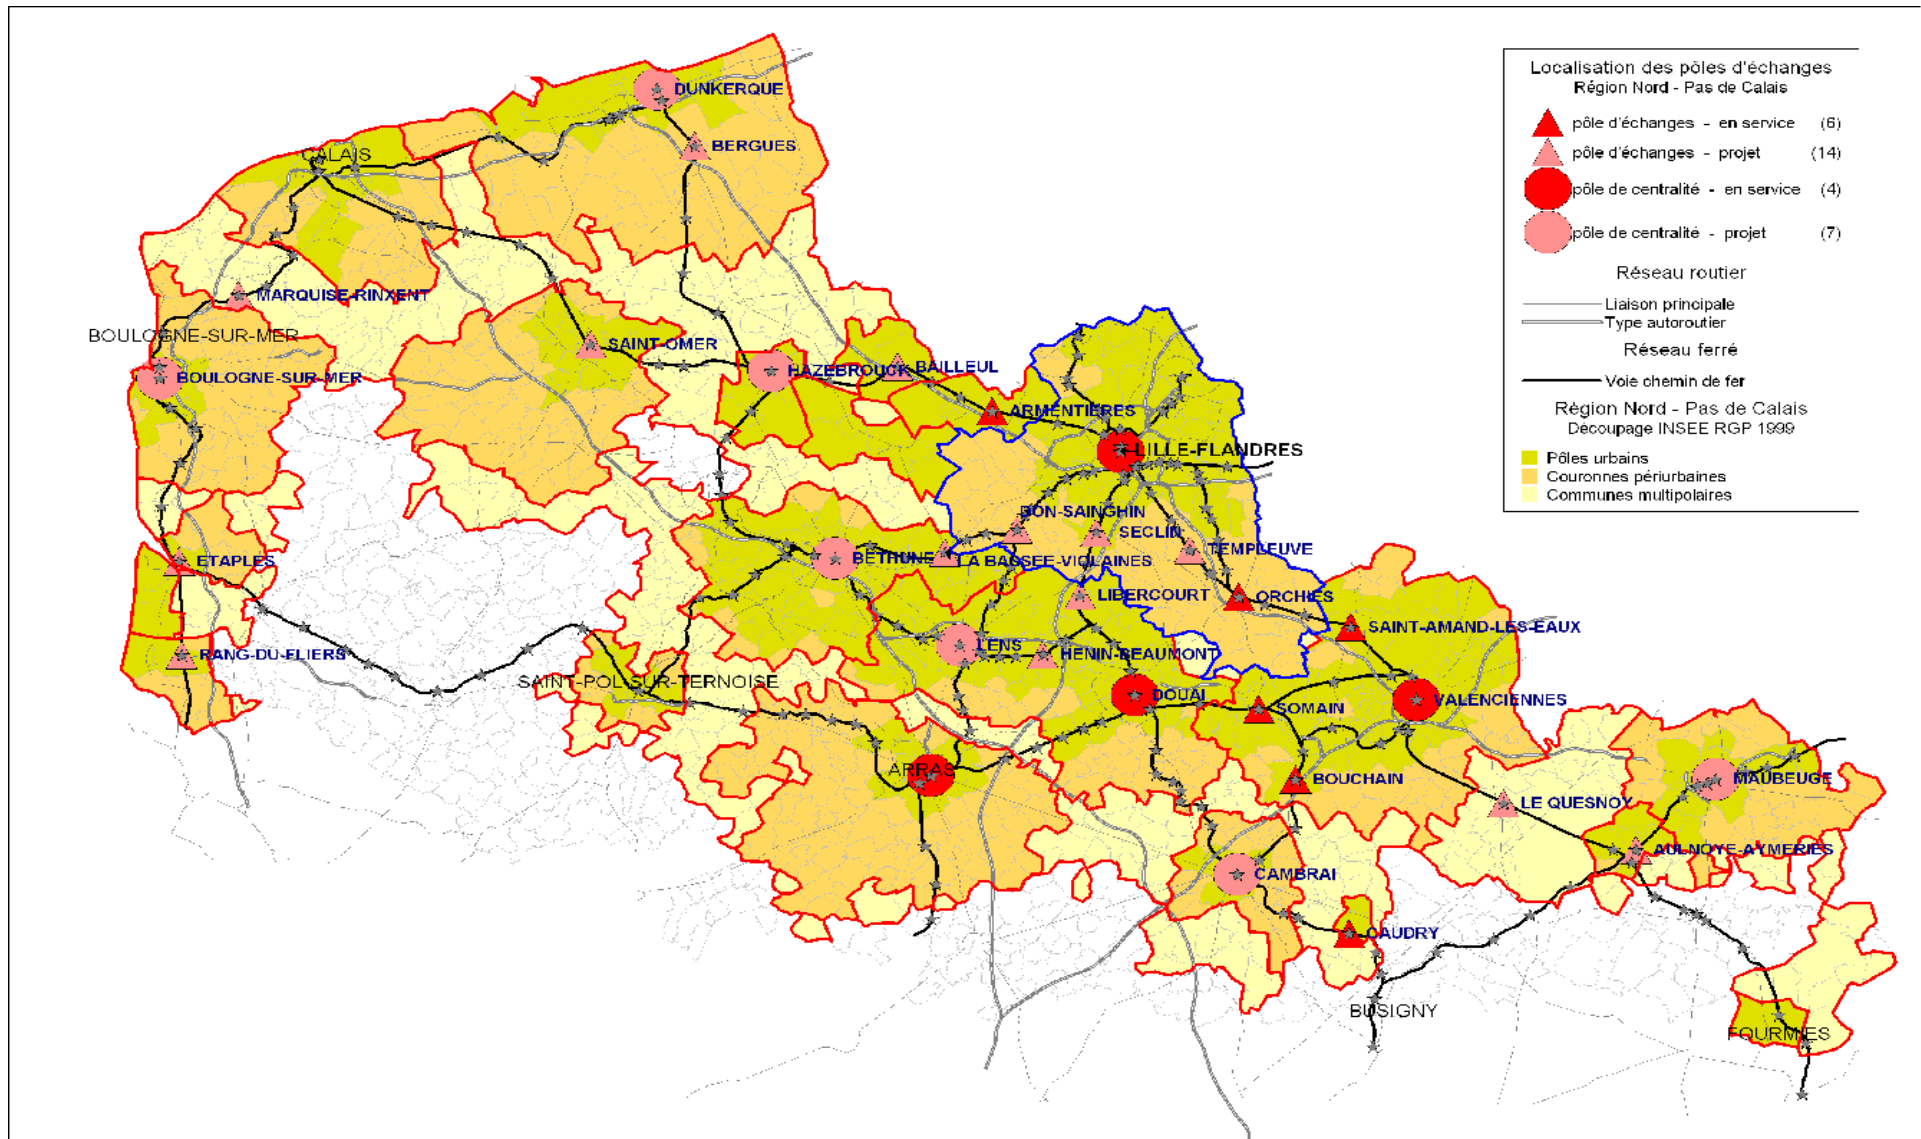 Localisation des pôles d'échanges
Région Nord - Pas de Calais
pôle d'échanges - en service (6)
pôle d'échanges - projet (14)
pôle de centralité - en service (4)
pôle de centralité - projet (7)
Réseau routier
Liaison principale
Type autoroutier
Réseau ferré
Voie chemin de fer
Région Nord - Pas de Calais
Découpage INSEE RGP 1999
Pôles urbains
Couronnes périurbaines
Communes multipolaires
DUNKERQUE
BERGUES
CALAIS
MARQUISE-RINXENT
BOULOGNE-SUR-MER
SAINT-OMER
BOULOGNE-SUR-MER
HAZEBROUCK
BAILLEUL
ARMENTIERES
LILLE-FLANDRES
DON-SAINGHIN
SECLIN
TEMPLEUVE
ETAPLES
BETHUNE
LA BASSEE-VIOLAINES
LIBERCOURT
ORCHIES
SAINT-AMAND-LES-EAUX
RANG-DU-FLIERS
LENS
HENIN-BEAUMONT
SAINT-POL-SUR-TERNOISE
DOUAI
SOMAIN
VALENCIENNES
ARRAS
BOUCHAIN
MAUBEUGE
LE QUESNOY
AULNOYE-AYMERIES
CAMBRAI
CAUDRY
BUSIGNY
FOURMIES